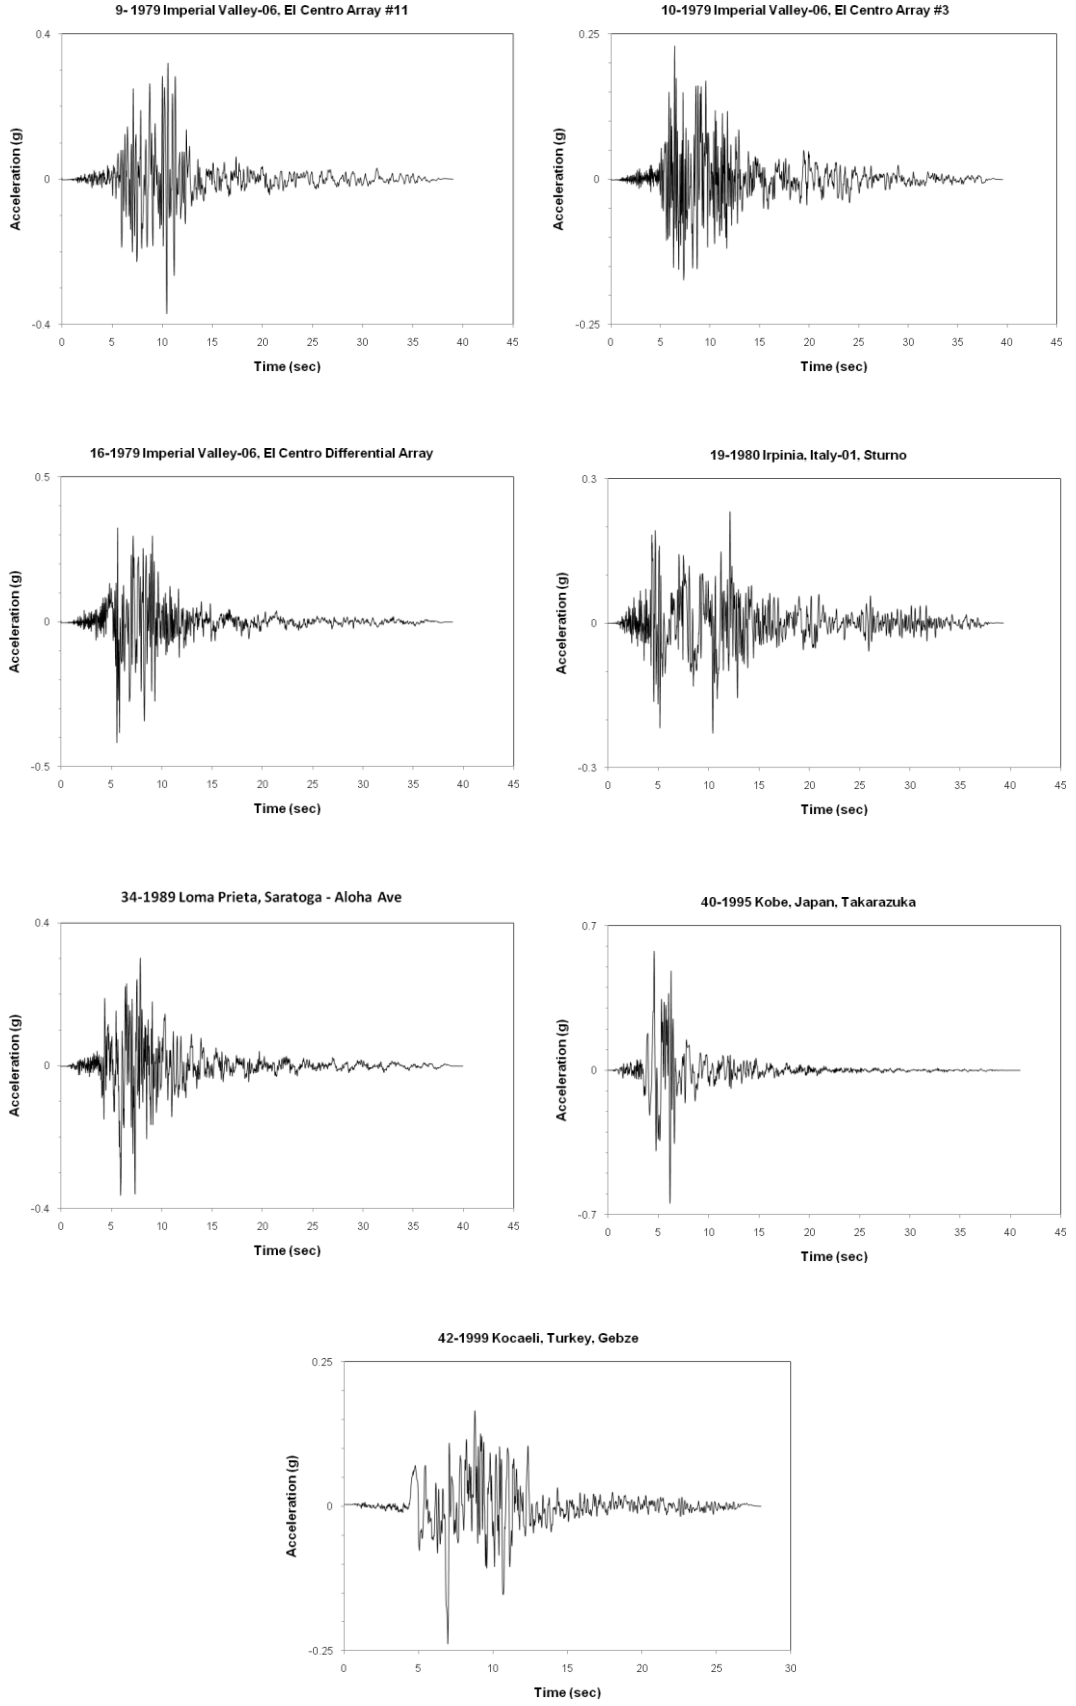 9- 1979 Imperial Valley-06, El Centro Array #11
0.4
0
-0.4
Acceleration (g)
0 5 10 15 20 25 30 35 40 45
Time (sec)
10-1979 Imperial Valley-06, El Centro Array #3
0.25
0
-0.25
Acceleration (g)
0 5 10 15 20 25 30 35 40 45
Time (sec)
16-1979 Imperial Valley-06, El Centro Differential Array
0.5
0
-0.5
Acceleration (g)
0 5 10 15 20 25 30 35 40 45
Time (sec)
19-1980 Irpinia, Italy-01, Sturno
0.3
0
-0.3
Acceleration (g)
0 5 10 15 20 25 30 35 40 45
Time (sec)
34-1989 Loma Prieta, Saratoga - Aloha Ave
0.4
0
-0.4
Acceleration (g)
0 5 10 15 20 25 30 35 40 45
Time (sec)
40-1995 Kobe, Japan, Takarazuka
0.7
0
-0.7
Acceleration (g)
0 5 10 15 20 25 30 35 40 45
Time (sec)
42-1999 Kocaeli, Turkey, Gebze
0.25
0
-0.25
Acceleration (g)
0 5 10 15 20 25 30
Time (sec)